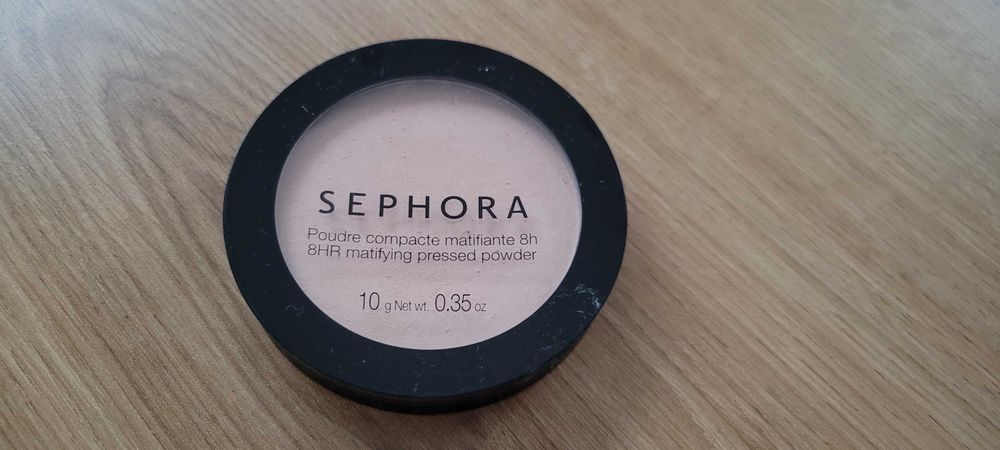 SEPHORA
Poudre compacte matifiante 8h
8HR matifying pressed powder
10 g Net wt. 0.35 oz